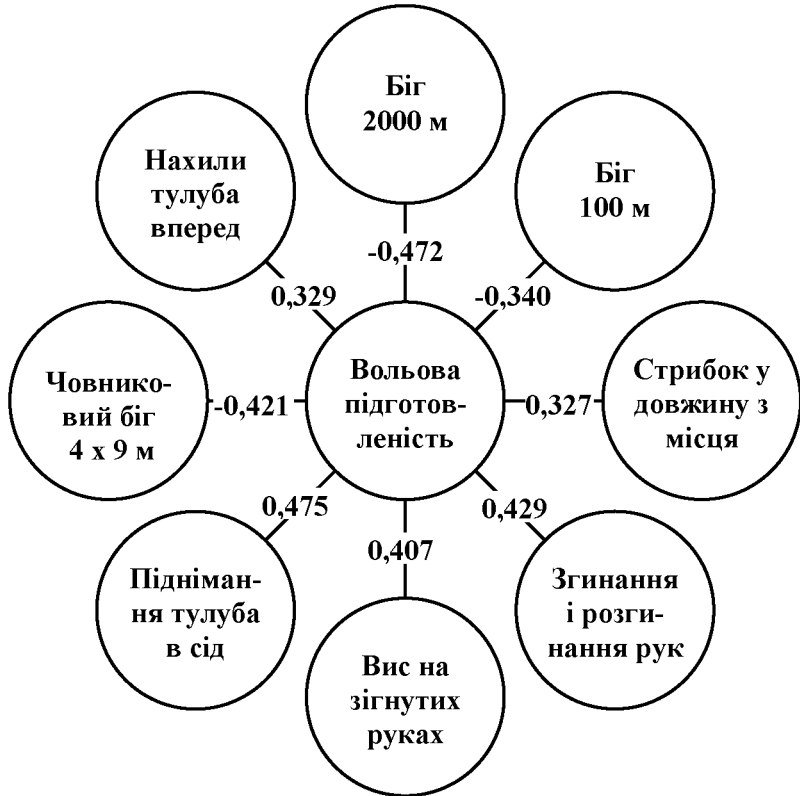 Біг
2000 м
Нахили
тулуба
вперед
Біг
100 м
-0,472
0,329
-0,340
Човнико-
вий біг
4 х 9 м
-0,421
Вольова
підготов-
леність
0,327
Стрибок у
довжину з
місця
0,475
0,407
0,429
Підніман-
ня тулуба
в сід
Вис на
зігнутих
руках
Згинання
і розги-
нання рук